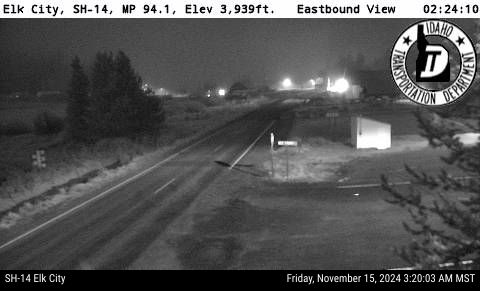 Elk City, SH-14, MP 94.1, Elev 3,939ft.   Eastbound View   02:24:10
IDAHO
TRANSPORTATION DEPARTMENT
SH-14 Elk City
Friday, November 15, 2024 3:20:03 AM MST